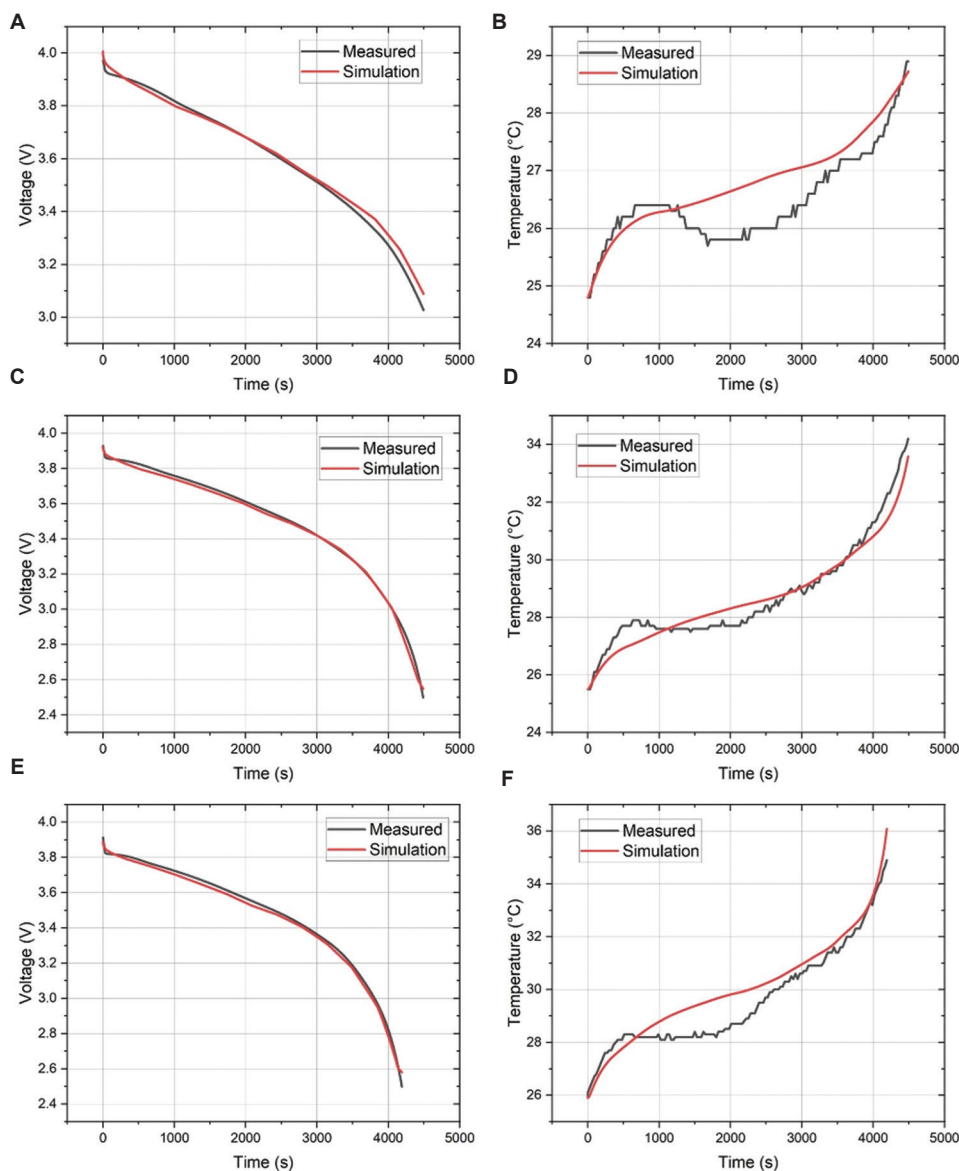 A
4.0
3.8
3.6
3.4
3.2
3.0
Voltage (V)
Measured
Simulation
0 1000 2000 3000 4000 5000
Time (s)
B
29
28
27
26
25
24
Temperature (°C)
Measured
Simulation
0 1000 2000 3000 4000 5000
Time (s)
C
4.0
3.8
3.6
3.4
3.2
3.0
2.8
2.6
2.4
Voltage (V)
Measured
Simulation
0 1000 2000 3000 4000 5000
Time (s)
D
34
32
30
28
26
24
Temperature (°C)
Measured
Simulation
0 1000 2000 3000 4000 5000
Time (s)
E
4.0
3.8
3.6
3.4
3.2
3.0
2.8
2.6
2.4
Voltage (V)
Measured
Simulation
0 1000 2000 3000 4000 5000
Time (s)
F
36
34
32
30
28
26
Temperature (°C)
Measured
Simulation
0 1000 2000 3000 4000 5000
Time (s)